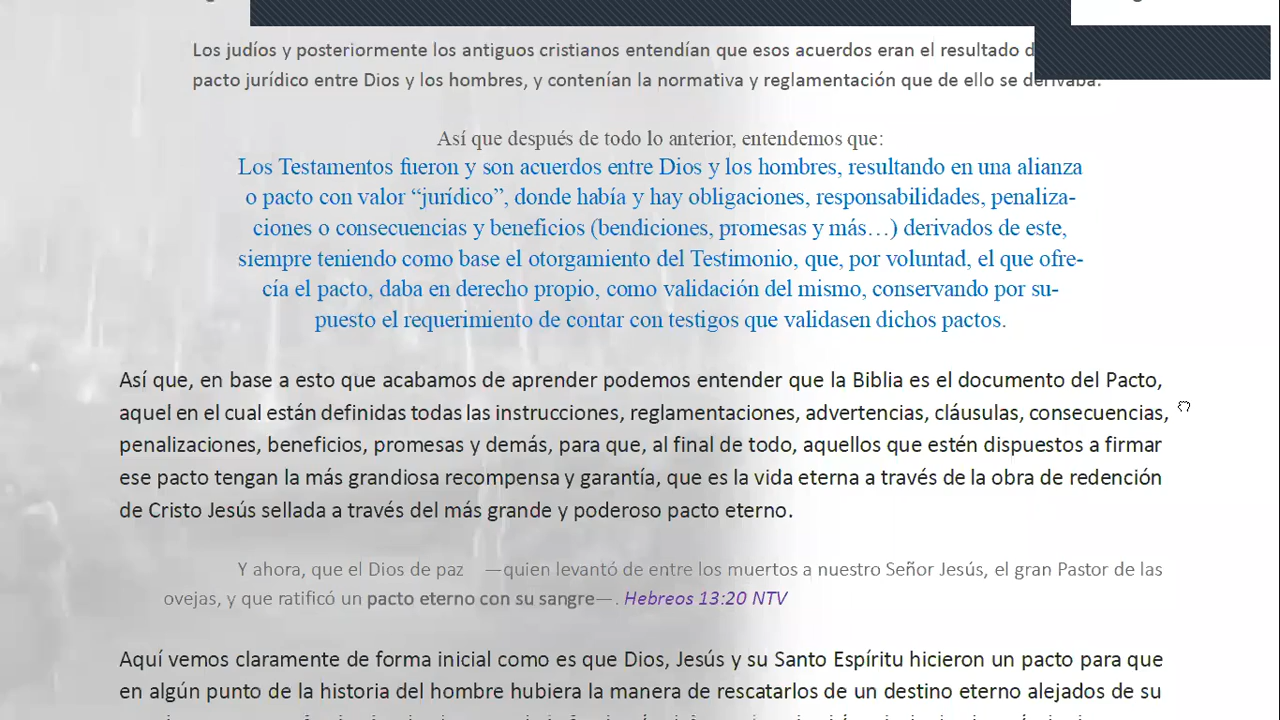 Los judíos y posteriormente los antiguos cristianos entendían que esos acuerdos eran el resultado
pacto jurídico entre Dios y los hombres, y contenían la normativa y reglamentación que de ello se derivaba.
Así que después de todo lo anterior, entendemos que:
Los Testamentos fueron y son acuerdos entre Dios y los hombres, resultando en una alianza
o pacto con valor “jurídico”, donde había y hay obligaciones, responsabilidades, penaliza-
ciones o consecuencias y beneficios (bendiciones, promesas y más…) derivados de este,
siempre teniendo como base el otorgamiento del Testimonio, que, por voluntad, el que ofre-
cía el pacto, daba en derecho propio, como validación del mismo, conservando por su-
puesto el requerimiento de contar con testigos que validasen dichos pactos.
Así que, en base a esto que acabamos de aprender podemos entender que la Biblia es el documento del Pacto,
aquel en el cual están definidas todas las instrucciones, reglamentaciones, advertencias, cláusulas, consecuencias,
penalizaciones, beneficios, promesas y demás, para que, al final de todo, aquellos que estén dispuestos a firmar
ese pacto tengan la más grandiosa recompensa y garantía, que es la vida eterna a través de la obra de redención
de Cristo Jesús sellada a través del más grande y poderoso pacto eterno.
Y ahora, que el Dios de paz —quien levantó de entre los muertos a nuestro Señor Jesús, el gran Pastor de las
ovejas, y que ratificó un pacto eterno con su sangre—. Hebreos 13:20 NTV
Aquí vemos claramente de forma inicial como es que Dios, Jesús y su Santo Espíritu hicieron un pacto para que
en algún punto de la historia del hombre hubiera la manera de rescatarlos de un destino eterno alejados de su